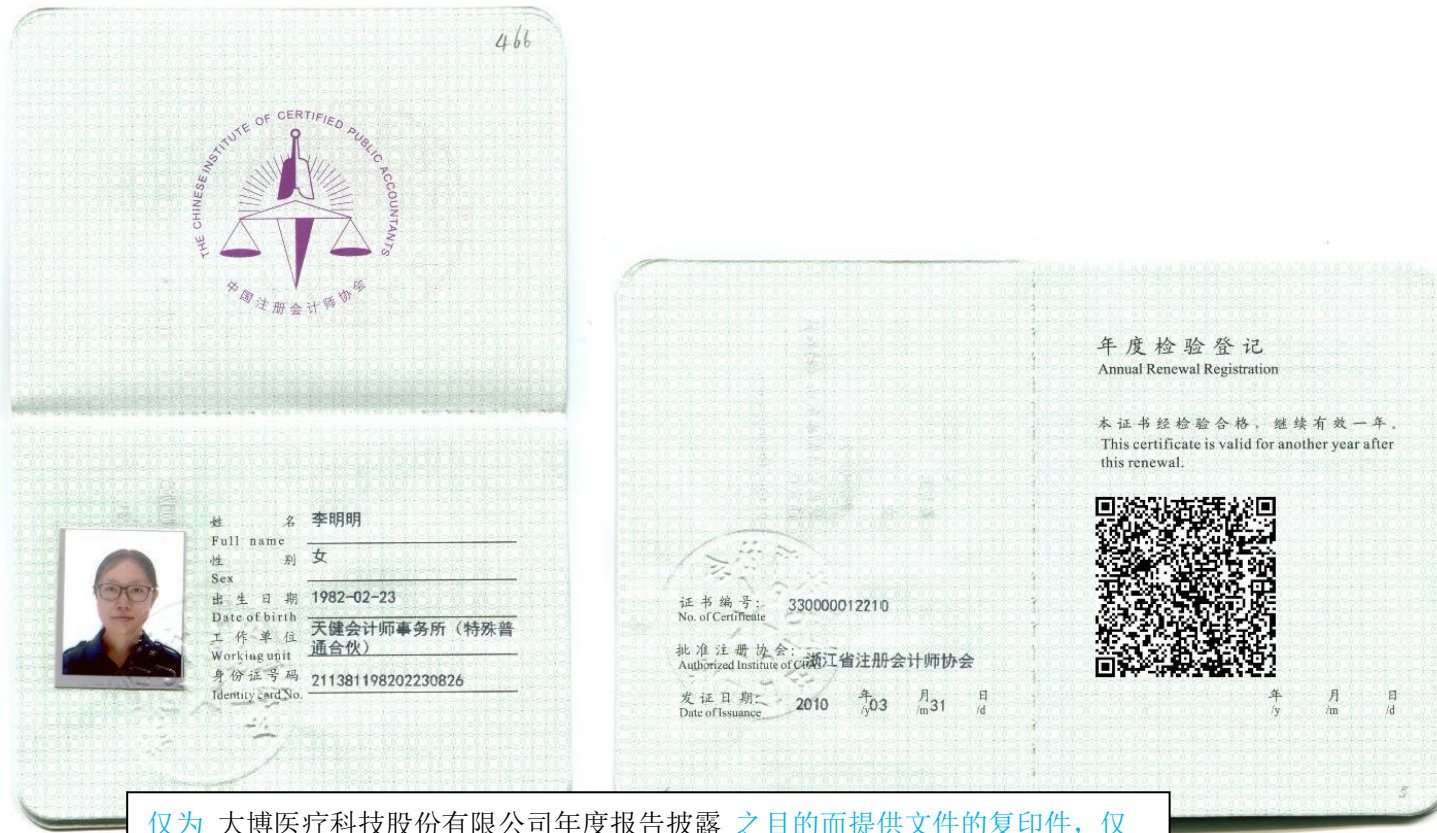 466
THE CHINESE INSTITUTE OF CERTIFIED PUBLIC ACCOUNTANTS
中国注册会计师协会
姓 名 李明明
Full name
性 别 女
Sex
出生日期 1982-02-23
Date of birth
工作单位 天健会计师事务所（特殊普
Working unit 通合伙）
身份证号码 211381198202230826
Identity card No.
年度检验登记
Annual Renewal Registration
本证书经检验合格，继续有效一年。
This certificate is valid for another year after
this renewal.
证书编号： 330000012210
No. of Certificate
批准注册协会： 浙江省注册会计师协会
Authorized Institute of CPAs
发证日期： 2010 年 03 月 31 日
Date of Issuance /y /m /d
年 月 日
/y /m /d
5
仅为 大博医疗科技股份有限公司年度报告披露 之目的而提供文件的复印件，仅